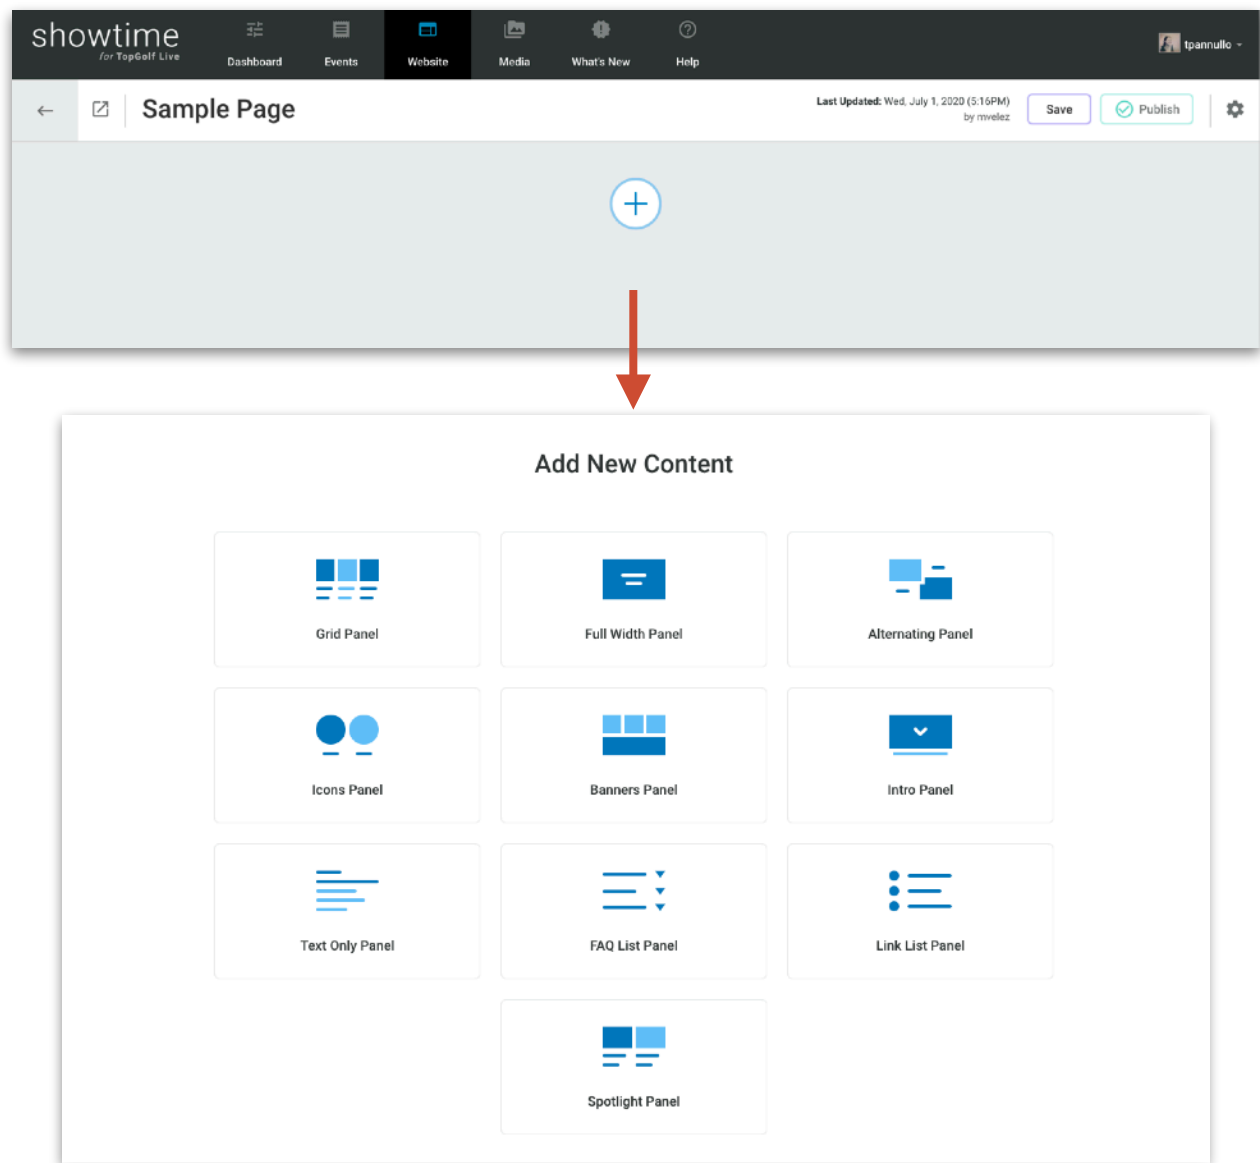 showtime
for TopGolf Live
Dashboard
Events
Website
Media
What's New
Help
tpannullo
Sample Page
Last Updated: Wed, July 1, 2020 (5:16PM)
by mvelez
Save
Publish
Add New Content
Grid Panel
Full Width Panel
Alternating Panel
Icons Panel
Banners Panel
Intro Panel
Text Only Panel
FAQ List Panel
Link List Panel
Spotlight Panel